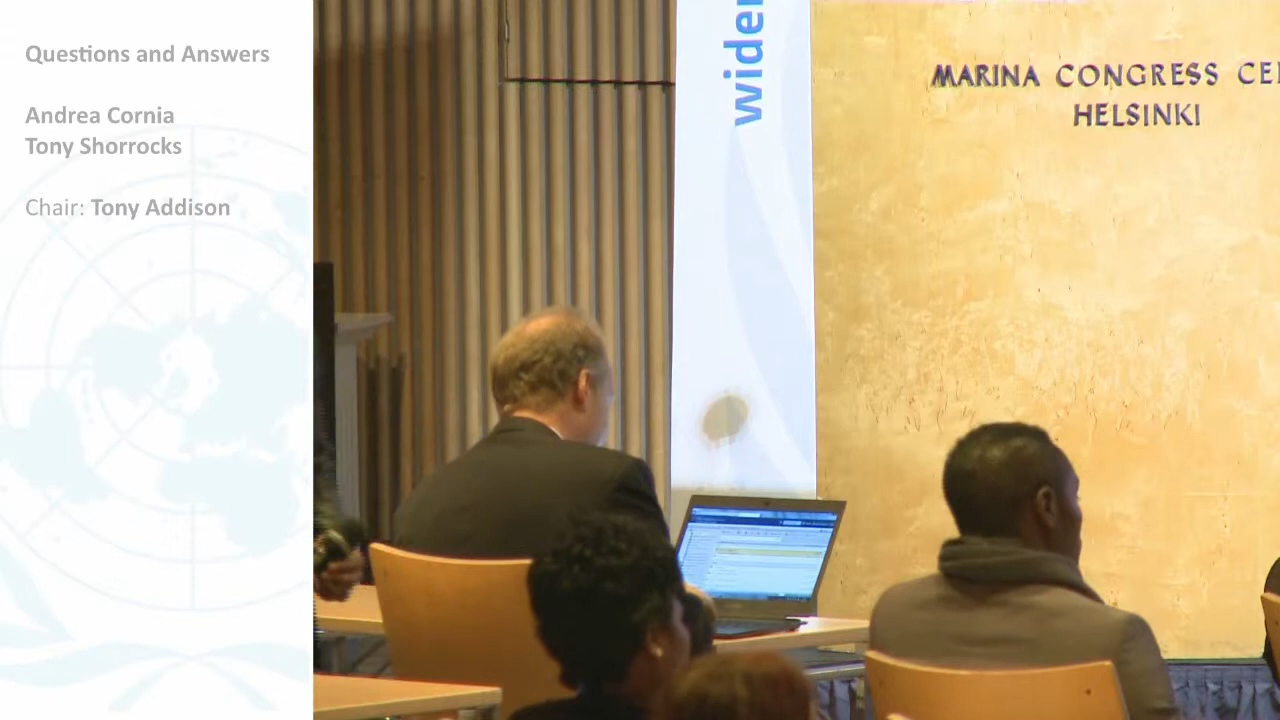 Questions and Answers
Andrea Cornia
Tony Shorrocks
Chair: Tony Addison
wider
MARINA CONGRESS CE
HELSINKI